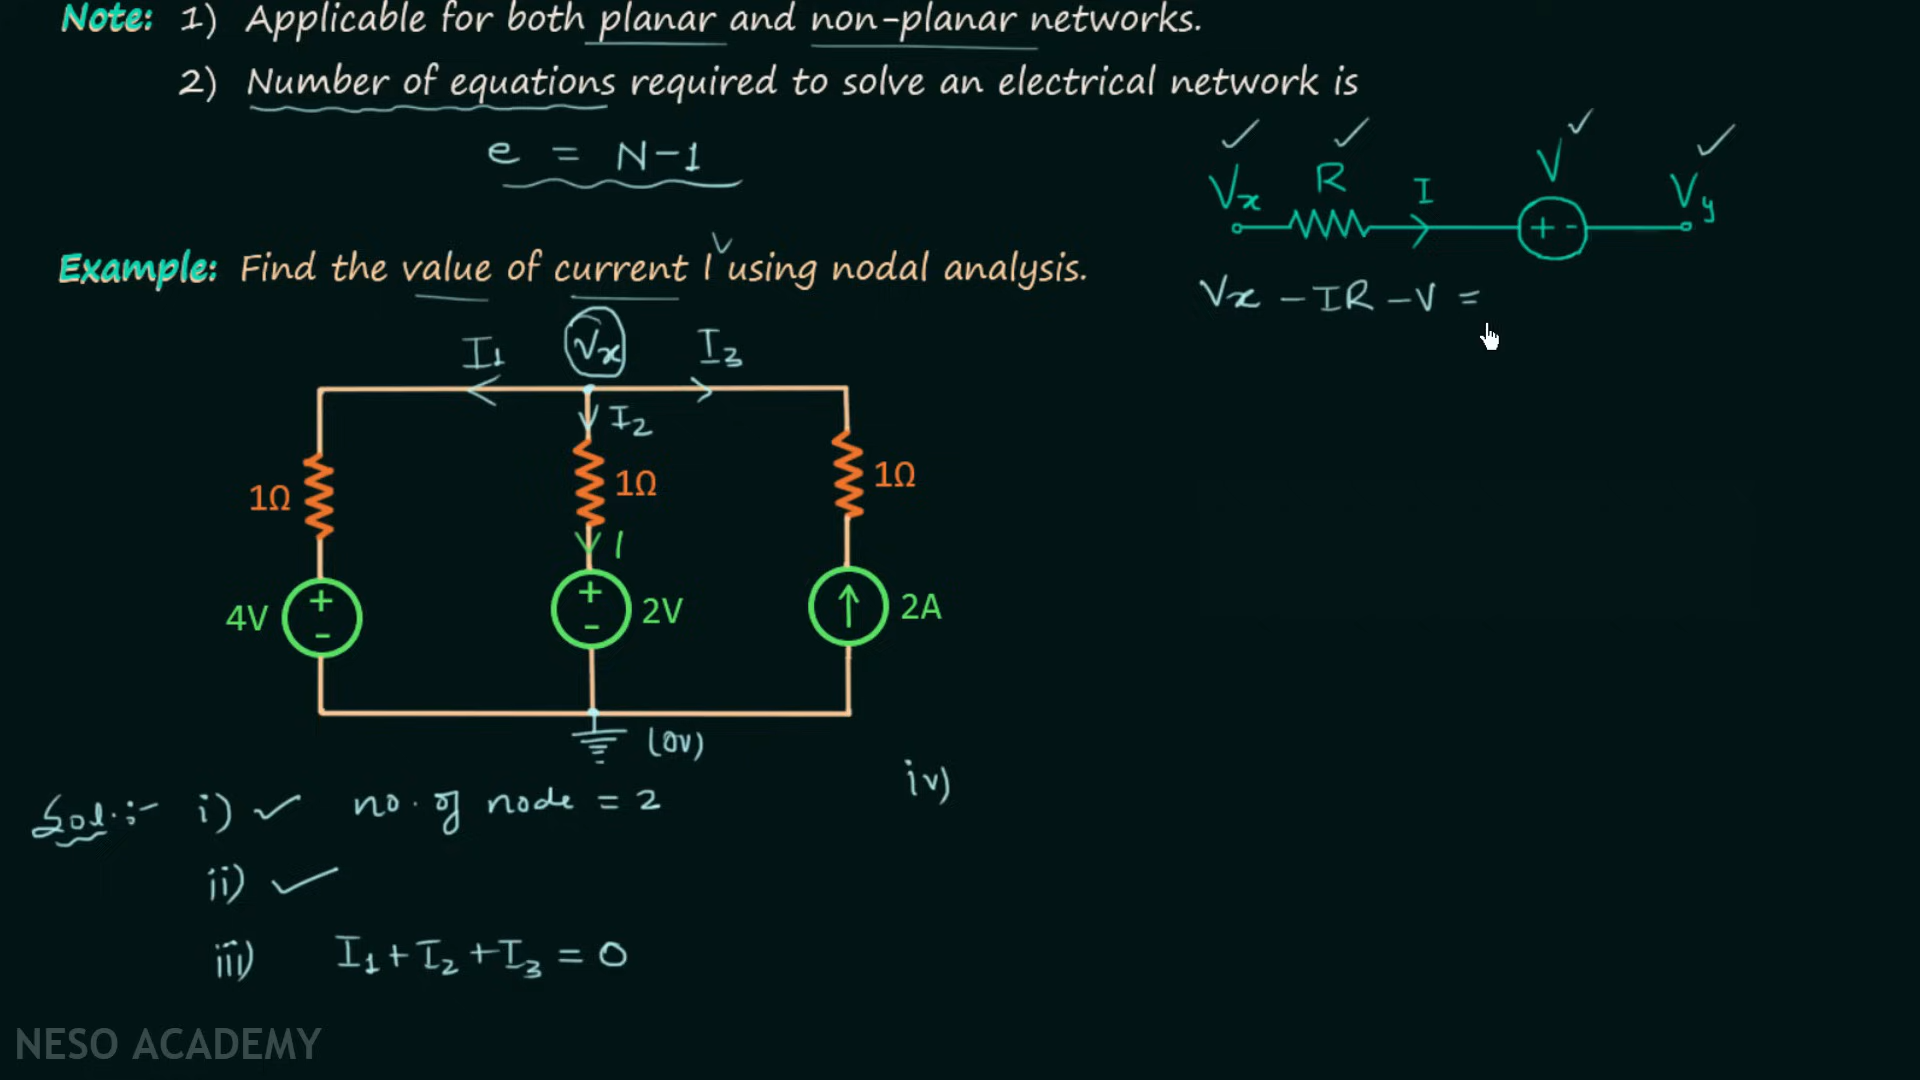 Note: 1) Applicable for both planar and non-planar networks.
2) Number of equations required to solve an electrical network is
e = N-1
Vx R I V Vy
+ -
Vx - IR - V =
Example: Find the value of current I using nodal analysis.
I1 Vx I3
I2
1Ω 1Ω 1Ω
I
4V + - + - 2V 2A
(0V)
Sol.:- i) ✓ no. of node = 2
iv)
ii) ✓
iii) I1 + I2 + I3 = 0
NESO ACADEMY